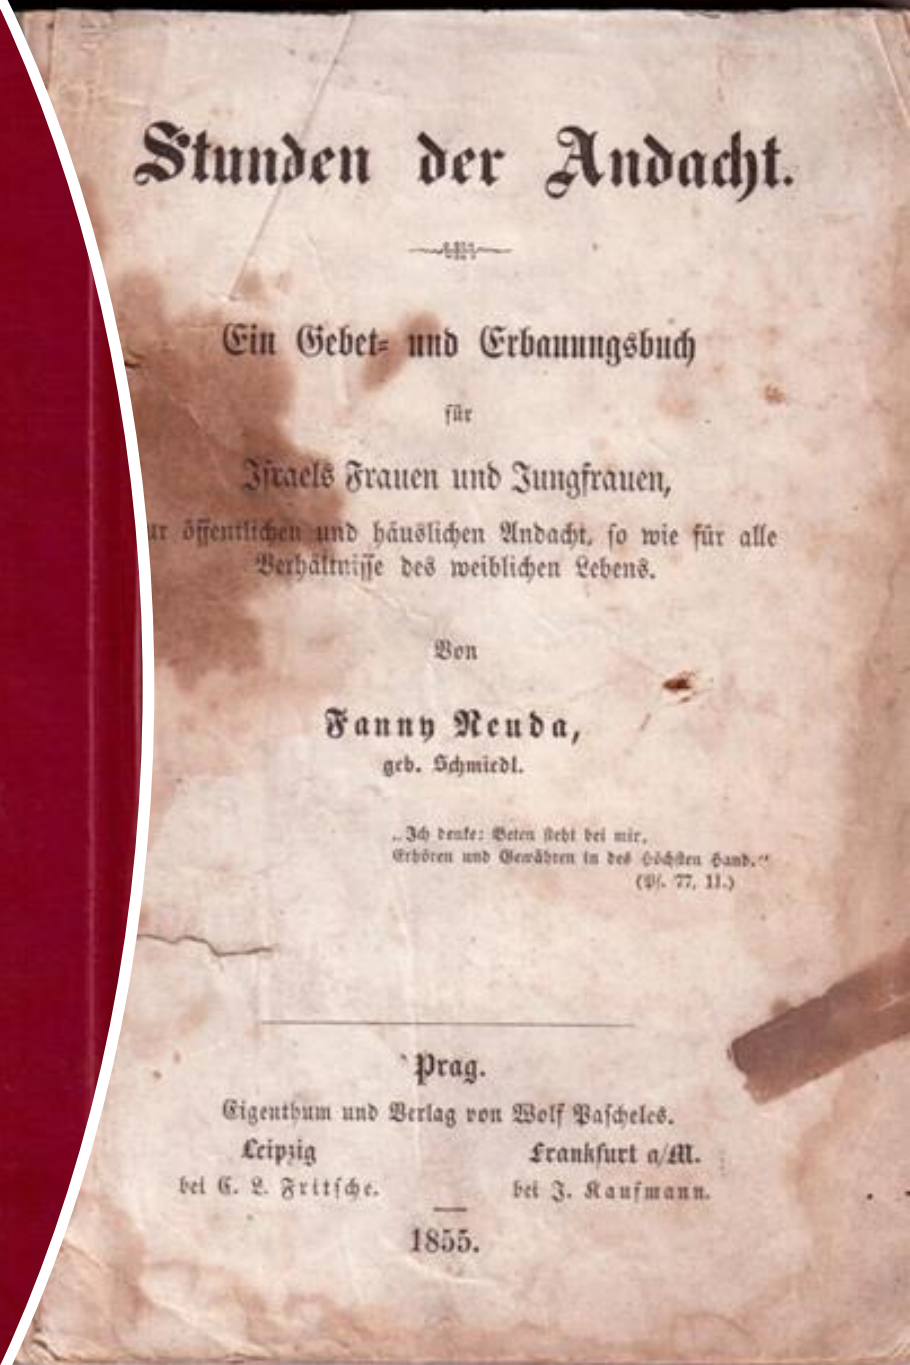 Stunden der Andacht.
Ein Gebet- und Erbauungsbuch
für
Israels Frauen und Jungfrauen,
ur öffentlichen und häuslichen Andacht, so wie für alle
Verhältnisse des weiblichen Lebens.
Von
Fanny Neuda,
geb. Schmiedl.
„Ich denke: Beten steht bei mir,
Erhören und Gewähren in des Höchsten Hand.“
(Ps. 77, 11.)
Prag.
Eigenthum und Verlag von Wolf Pascheles.
Leipzig Frankfurt a/M.
bei C. L. Fritsche. bei J. Kaufmann.
1855.